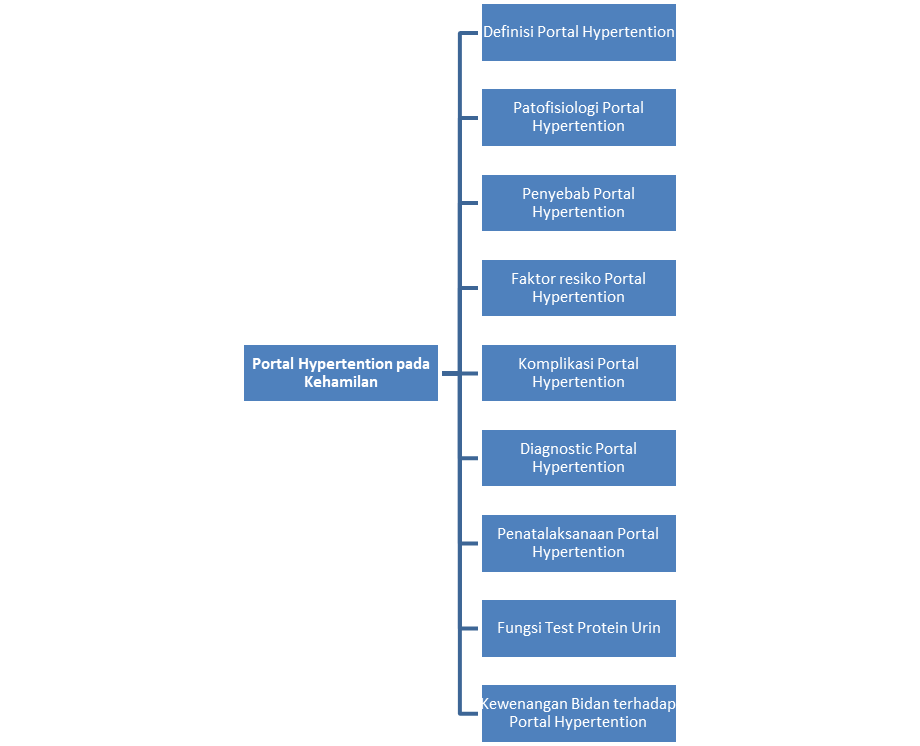 Definisi Portal Hypertention
Patofisiologi Portal
Hypertention
Penyebab Portal
Hypertention
Faktor resiko Portal
Hypertention
Portal Hypertention pada
Kehamilan
Komplikasi Portal
Hypertention
Diagnostic Portal
Hypertention
Penatalaksanaan Portal
Hypertention
Fungsi Test Protein Urin
Kewenangan Bidan terhadap
Portal Hypertention